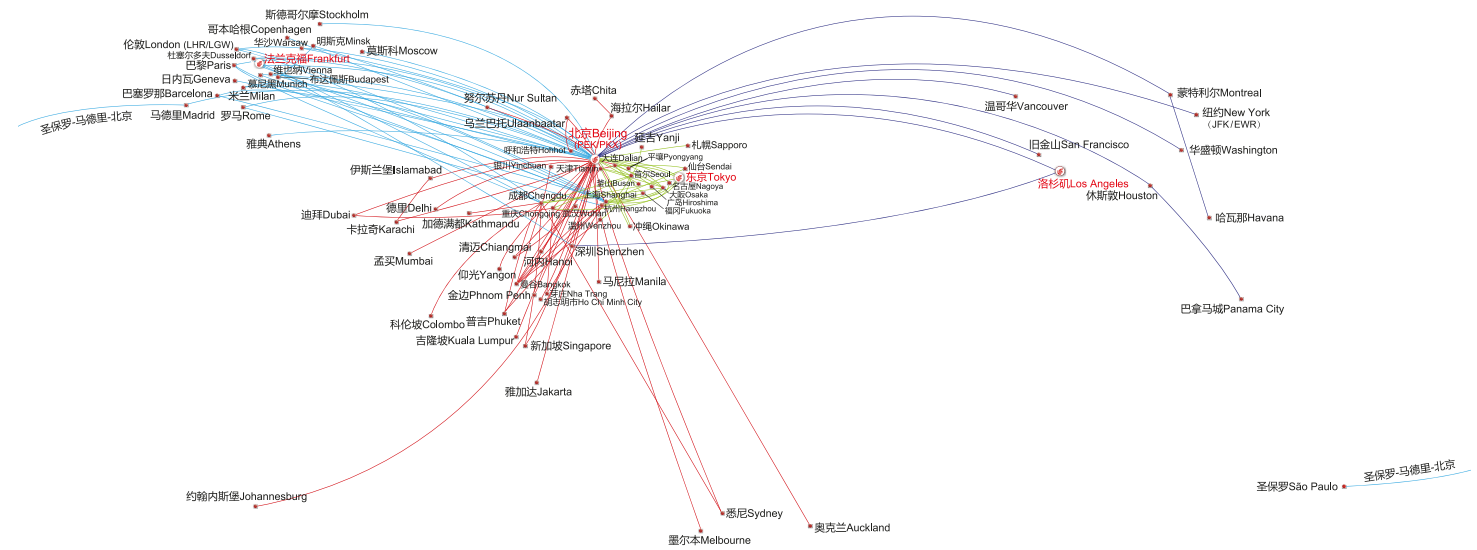 斯德哥尔摩Stockholm
哥本哈根Copenhagen
伦敦London (LHR/LGW)
华沙Warsaw
明斯克Minsk
莫斯科Moscow
杜塞尔多夫Dusseldorf
法兰克福Frankfurt
巴黎Paris
维也纳Vienna
日内瓦Geneva
慕尼黑Munich
布达佩斯Budapest
巴塞罗那Barcelona
米兰Milan
圣保罗-马德里-北京
马德里Madrid
罗马Rome
雅典Athens
赤塔Chita
努尔苏丹Nur Sultan
海拉尔Hailar
乌兰巴托Ulaanbaatar
北京Beijing
(PEK/PKX)
延吉Yanji
札幌Sapporo
呼和浩特Hohhot
大连Dalian
平壤Pyongyang
银川Yinchuan
天津Tianjin
首尔Seoul
仙台Sendai
东京Tokyo
釜山Busan
名古屋Nagoya
大阪Osaka
广岛Hiroshima
福冈Fukuoka
伊斯兰堡Islamabad
成都Chengdu
上海Shanghai
杭州Hangzhou
德里Delhi
迪拜Dubai
重庆Chongqing
武汉Wuhan
卡拉奇Karachi
加德满都Kathmandu
温州Wenzhou
冲绳Okinawa
清迈Chiangmai
深圳Shenzhen
孟买Mumbai
河内Hanoi
仰光Yangon
曼谷Bangkok
马尼拉Manila
金边Phnom Penh
芽庄Nha Trang
胡志明市Ho Chi Minh City
科伦坡Colombo
普吉Phuket
吉隆坡Kuala Lumpur
新加坡Singapore
雅加达Jakarta
约翰内斯堡Johannesburg
悉尼Sydney
墨尔本Melbourne
奥克兰Auckland
温哥华Vancouver
蒙特利尔Montreal
纽约New York
(JFK/EWR)
旧金山San Francisco
华盛顿Washington
洛杉矶Los Angeles
休斯敦Houston
哈瓦那Havana
巴拿马城Panama City
圣保罗São Paulo
圣保罗-马德里-北京